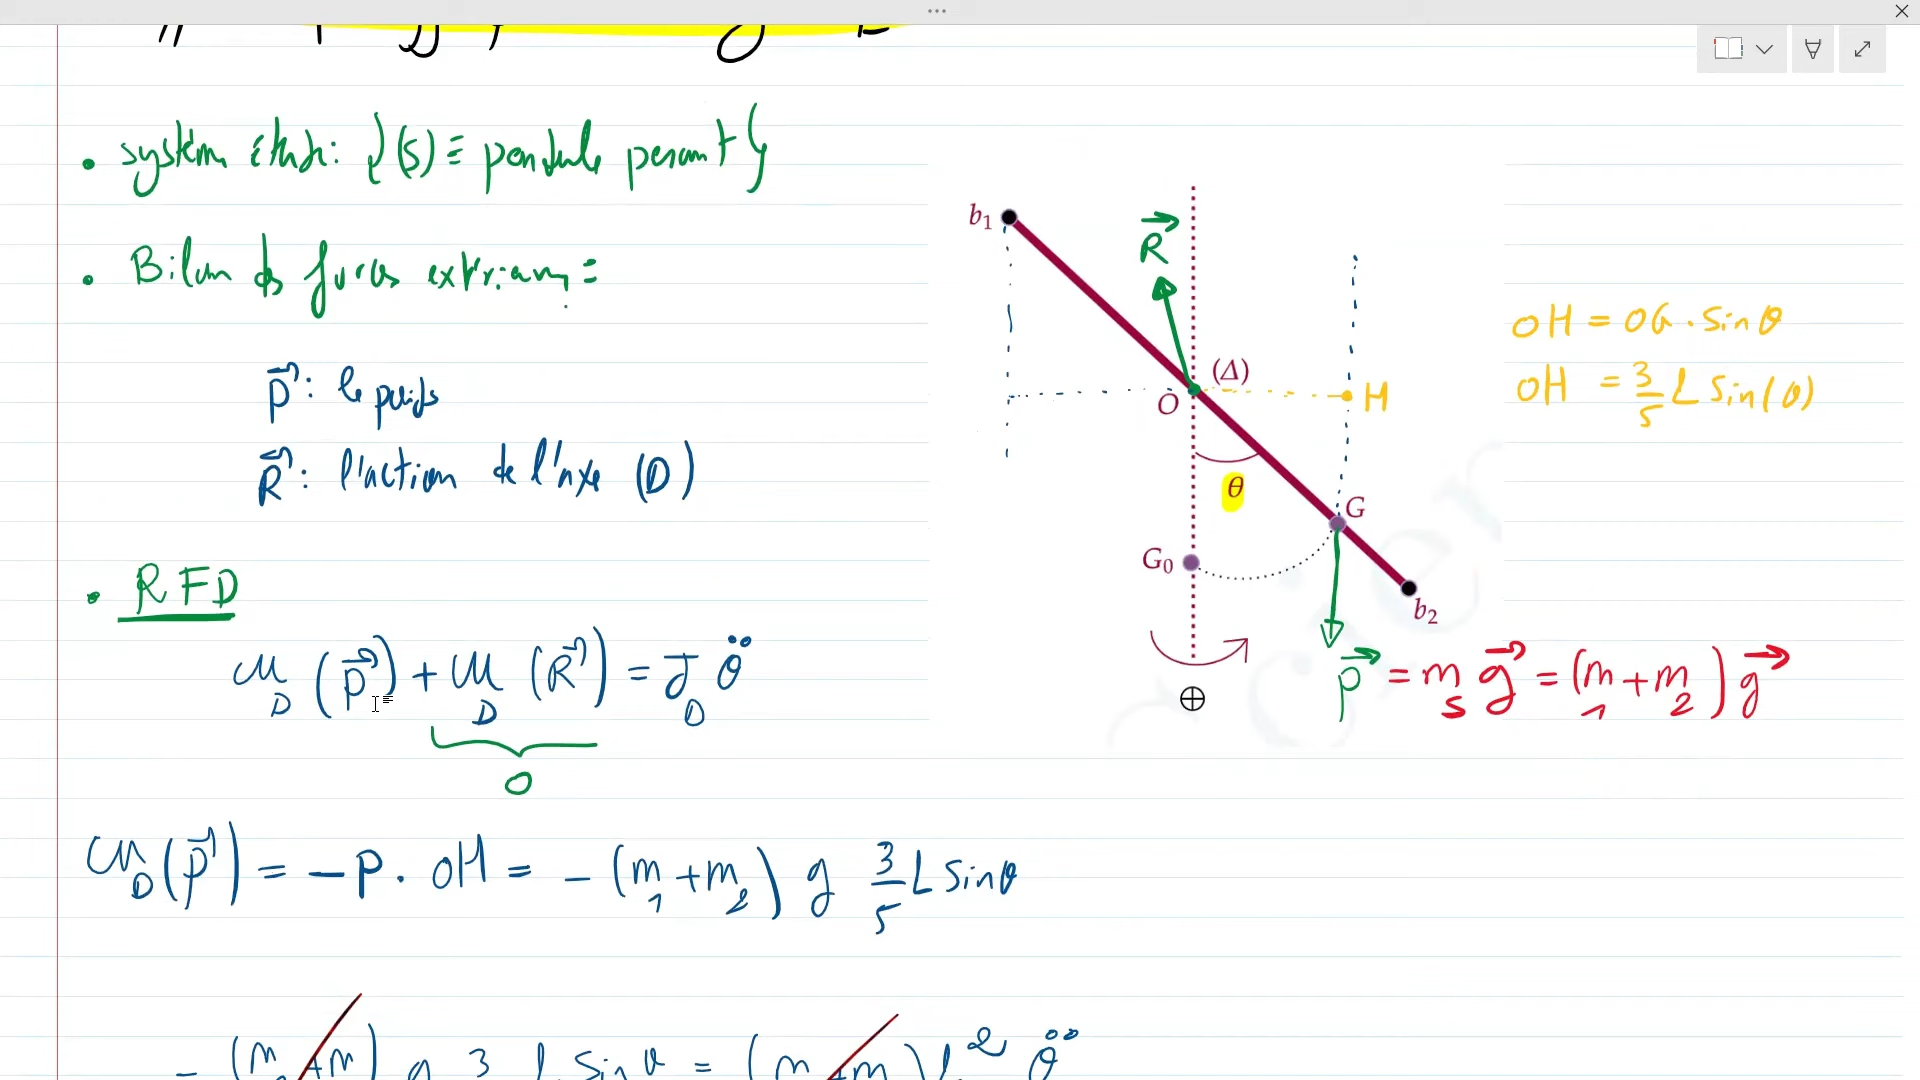 • système étudié: {(S) ≡ pendule pesant}
• Bilan des forces extérieures:
P⃗: le poids
R⃗: l'action de l'axe (Δ)
• RFD
M_Δ(P⃗) + M_Δ(R⃗) = J_Δ θ̈
0
M_Δ(P⃗) = -P. OH = -(m₁+m₂) g 3/5 L sinθ
b₁
R⃗
(Δ)
O
H
θ
G
G₀
b₂
⊕
OH = OG . sinθ
OH = 3/5 L sin(θ)
P⃗ = m_s g⃗ = (m₁+m₂) g⃗